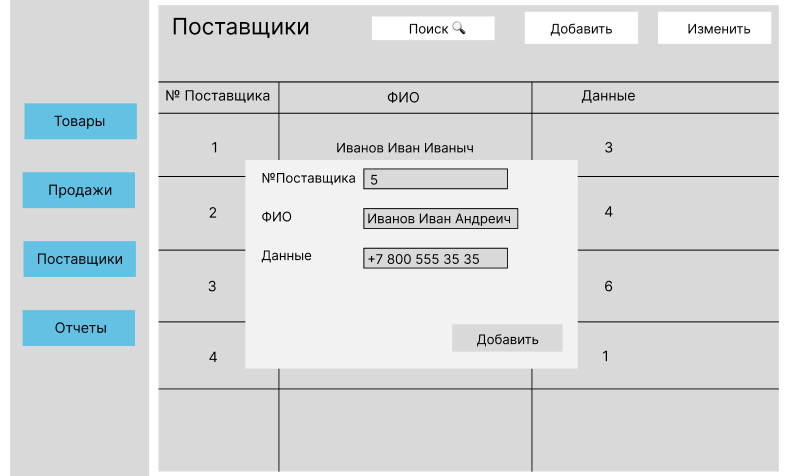 Поставщики
Поиск 🔍
Добавить
Изменить
Товары
Продажи
Поставщики
Отчеты
№ Поставщика ФИО Данные
1 Иванов Иван Иваныч 3
2 4
3 6
4 1
№Поставщика 5
ФИО Иванов Иван Андреич
Данные +7 800 555 35 35
Добавить